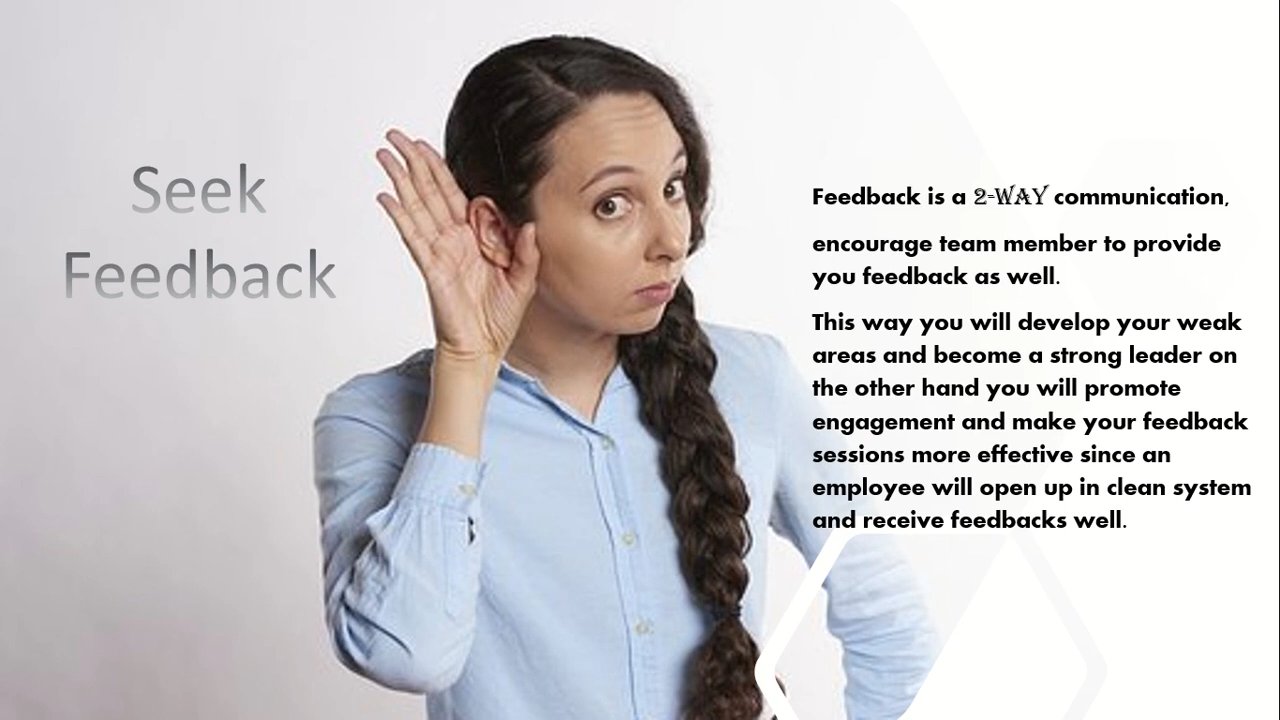 Seek
Feedback
Feedback is a 2-WAY communication,
encourage team member to provide
you feedback as well.
This way you will develop your weak
areas and become a strong leader on
the other hand you will promote
engagement and make your feedback
sessions more effective since an
employee will open up in clean system
and receive feedbacks well.